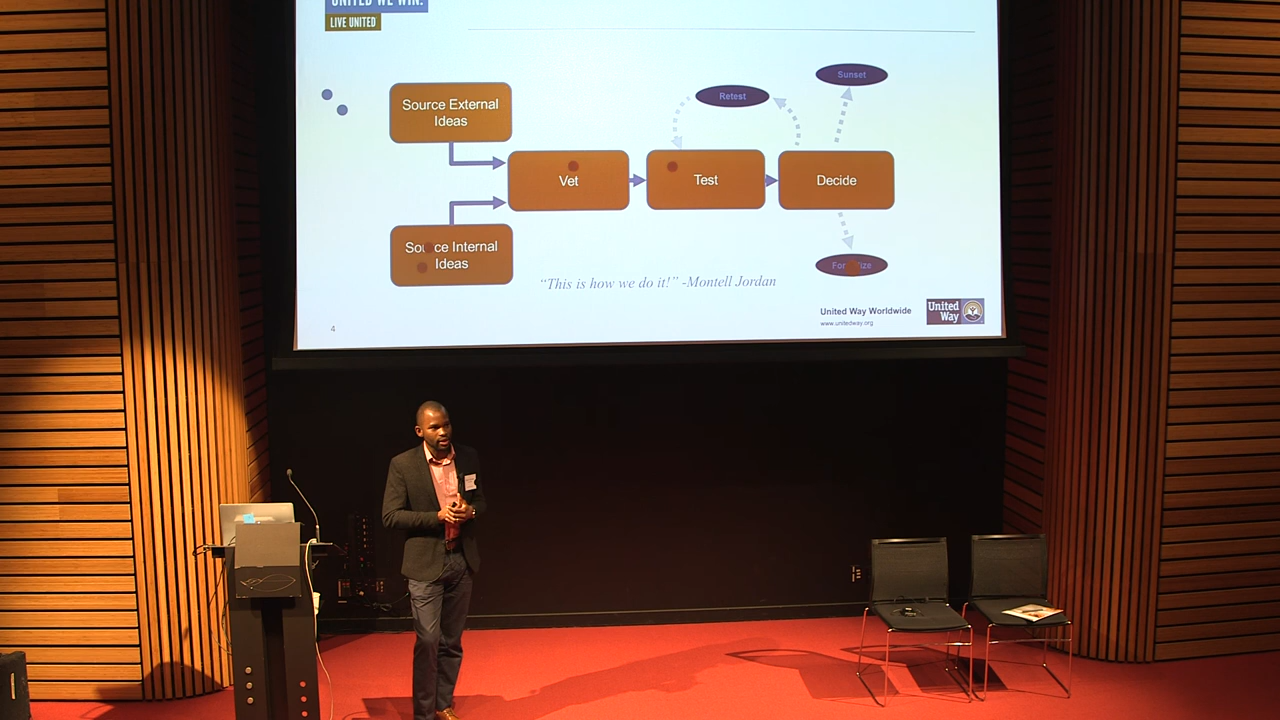 UNITED WE WIN.
LIVE UNITED
Sunset
Retest
Source External
Ideas
Vet
Test
Decide
Source Internal
Ideas
Formalize
“This is how we do it!” -Montell Jordan
4
United Way Worldwide
www.unitedway.org
United
Way